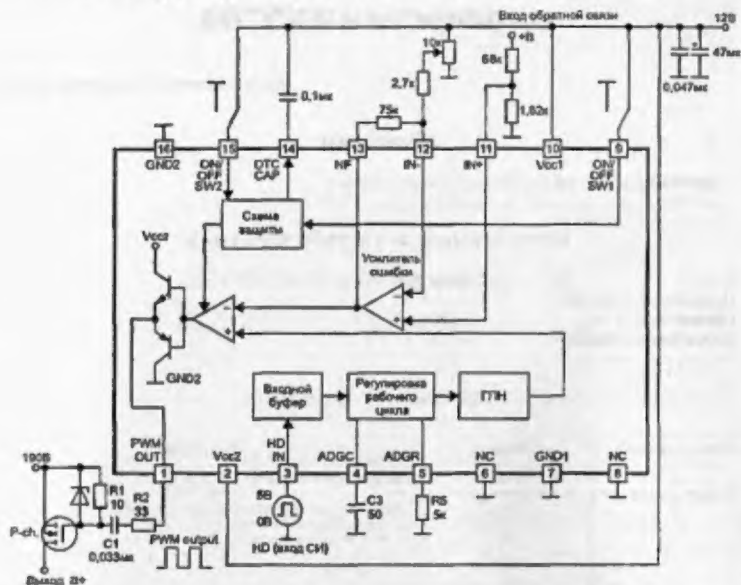 Вход обратной связи
12В
+В
10к
68к
47мк
2,7к
0,1мк
75к
1,82к
0,047мк
16
15
14
13
12
11
10
9
GND2
ON/
OFF
SW2
DTC
CAP
NF
IN-
IN+
Vcc1
ON/
OFF
SW1
Схема
защиты
Vcc2
Усилитель
ошибки
GND2
Входной
буфер
Регулировка
рабочего
цикла
ГЛН
PWM
OUT
Vcc2
HD
IN
ADGC
ADGR
NC
GND1
NC
190В
1
2
3
4
5
6
7
8
R1
10
R2
33
5В
0В
C3
50
R5
5к
P-ch.
C1
0,033мк
PWM output
HD (вход СИ)
Выход